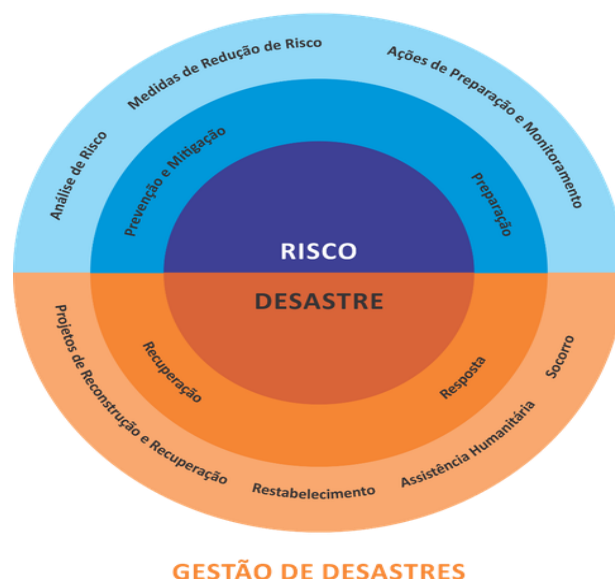 Medidas de Redução de Risco
Ações de Preparação e Monitoramento
Análise de Risco
Prevenção e Mitigação
Preparação
RISCO
DESASTRE
Recuperação
Resposta
Socorro
Projetos de Reconstrução e Recuperação
Assistência Humanitária
Restabelecimento
GESTÃO DE DESASTRES